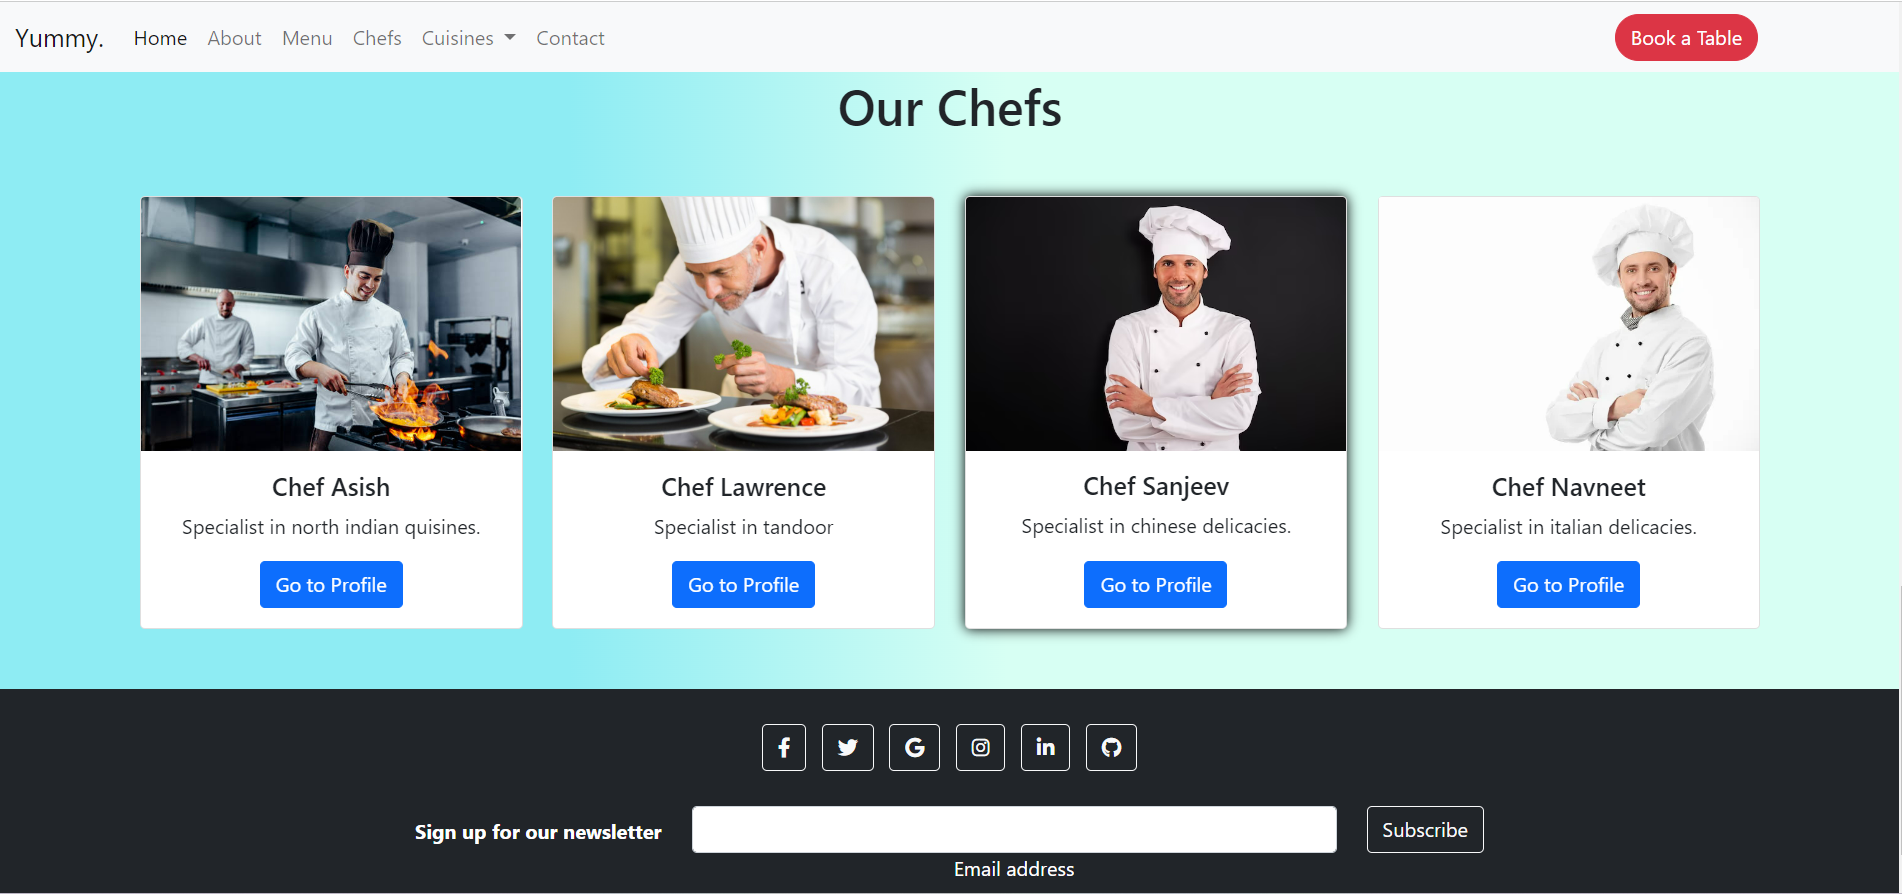 Yummy. Home About Menu Chefs Cuisines Contact Book a Table
Our Chefs
Chef Asish
Specialist in north indian quisines.
Go to Profile
Chef Lawrence
Specialist in tandoor
Go to Profile
Chef Sanjeev
Specialist in chinese delicacies.
Go to Profile
Chef Navneet
Specialist in italian delicacies.
Go to Profile
Sign up for our newsletter Subscribe
Email address